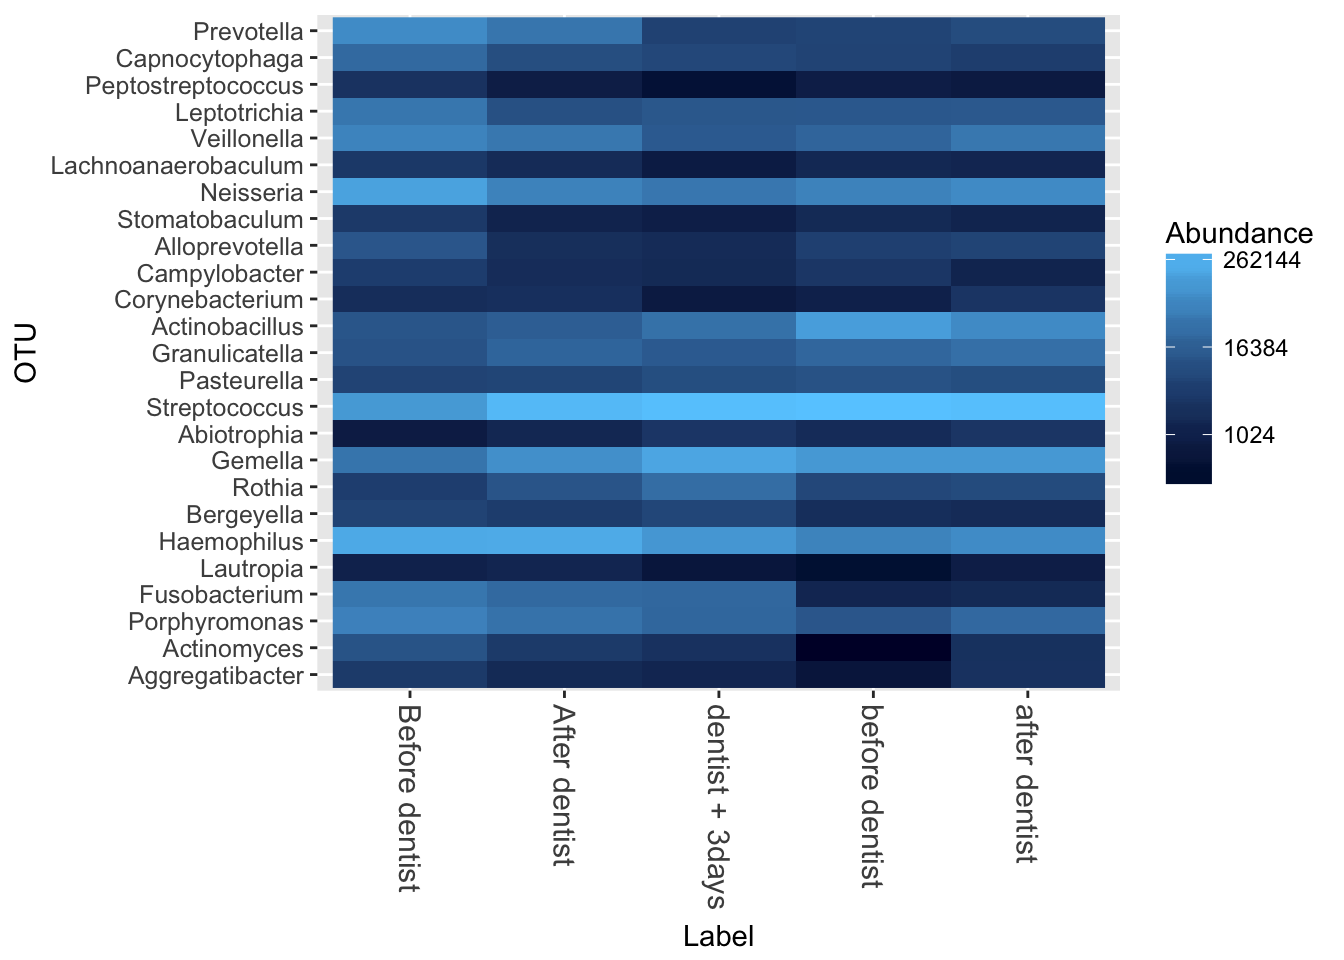 Prevotella
Capnocytophaga
Peptostreptococcus
Leptotrichia
Veillonella
Lachnoanaerobaculum
Neisseria
Stomatobaculum
Alloprevotella
Campylobacter
Corynebacterium
Actinobacillus
Granulicatella
Pasteurella
Streptococcus
Abiotrophia
Gemella
Rothia
Bergeyella
Haemophilus
Lautropia
Fusobacterium
Porphyromonas
Actinomyces
Aggregatibacter
OTU
Before dentist
After dentist
dentist + 3days
before dentist
after dentist
Label
Abundance
262144
16384
1024